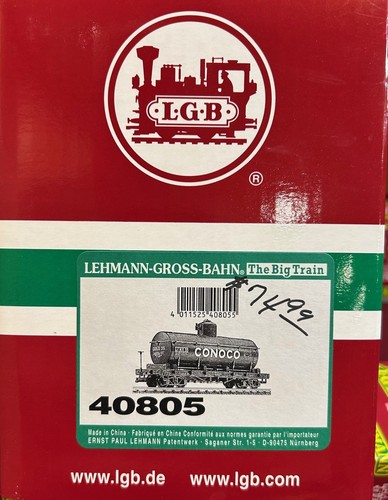 L·G·B
®
LEHMANN-GROSS-BAHN® The Big Train
$7499
4 011525 408055
CONOCO
40805
Made in China · Fabriqué en Chine Conformité aux normes garantie par l'importateur
ERNST PAUL LEHMANN Patentwerk · Saganer Str. 1-5 · D-90475 Nürnberg
www.lgb.de www.lgb.com